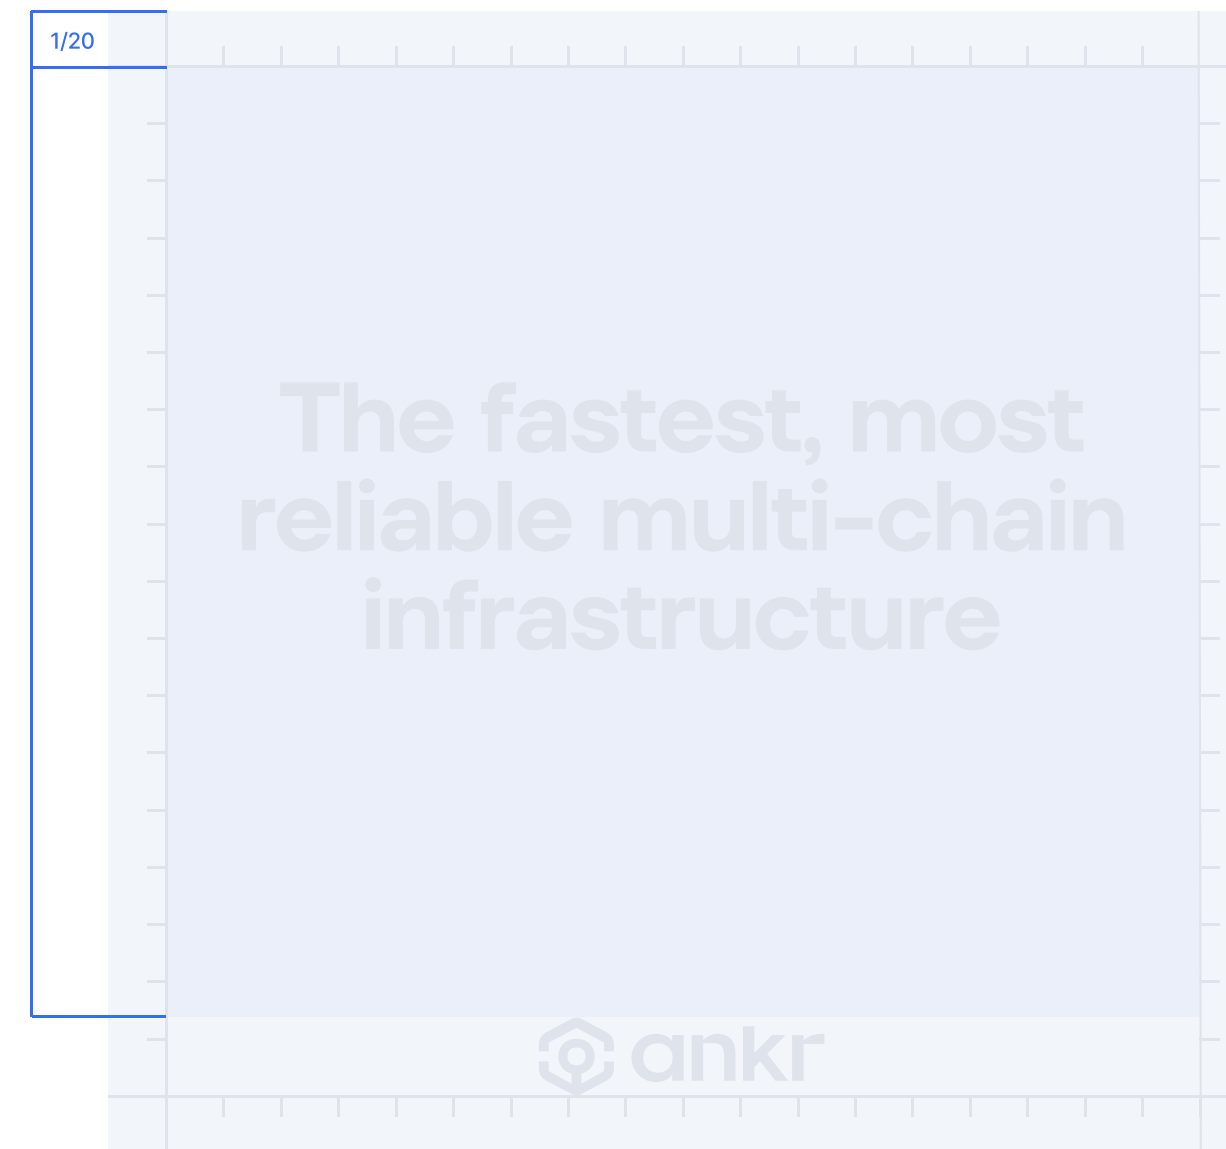 1/20
The fastest, most
reliable multi-chain
infrastructure
ankr